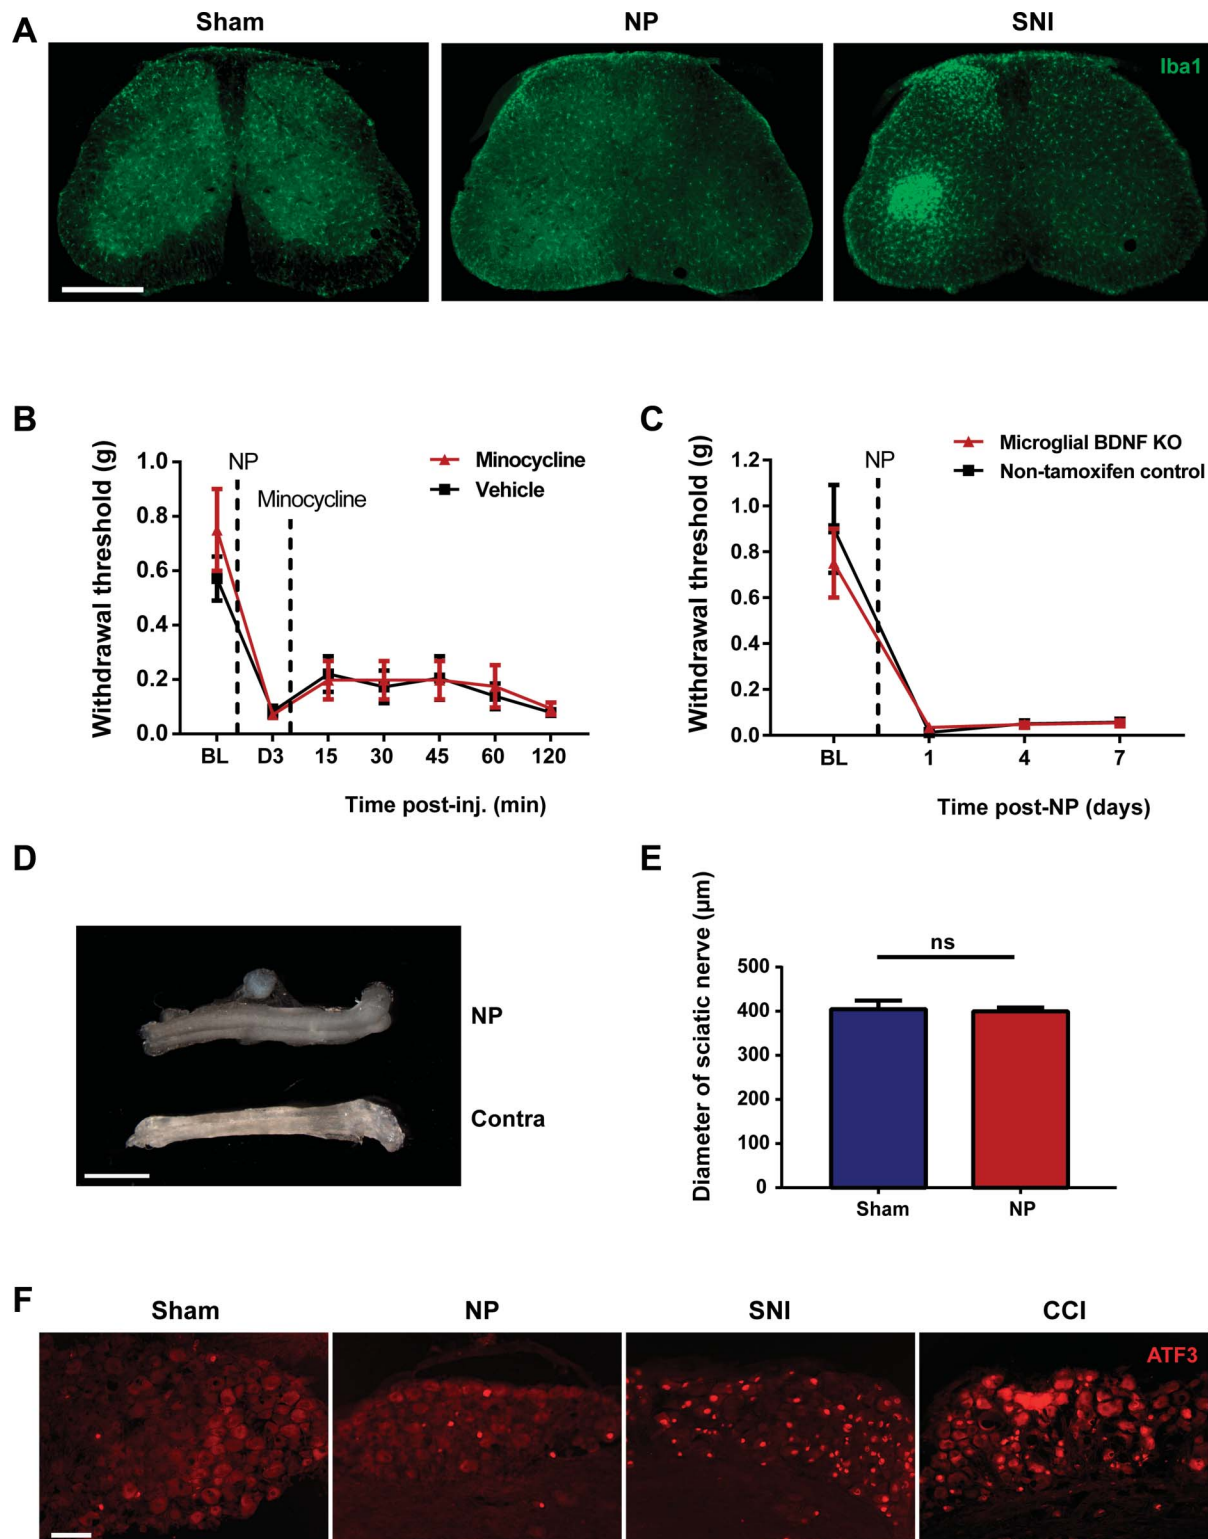 A
Sham
NP
SNI
Iba1
B
Withdrawal threshold (g)
1.0
0.8
0.6
0.4
0.2
0.0
NP
Minocycline
Minocycline
Vehicle
BL D3 15 30 45 60 120
Time post-inj. (min)
C
Withdrawal threshold (g)
1.2
1.0
0.8
0.6
0.4
0.2
0.0
NP
Microglial BDNF KO
Non-tamoxifen control
BL 1 4 7
Time post-NP (days)
D
NP
Contra
E
Diameter of sciatic nerve (µm)
500
400
300
200
100
0
ns
Sham NP
F
Sham
NP
SNI
CCI
ATF3